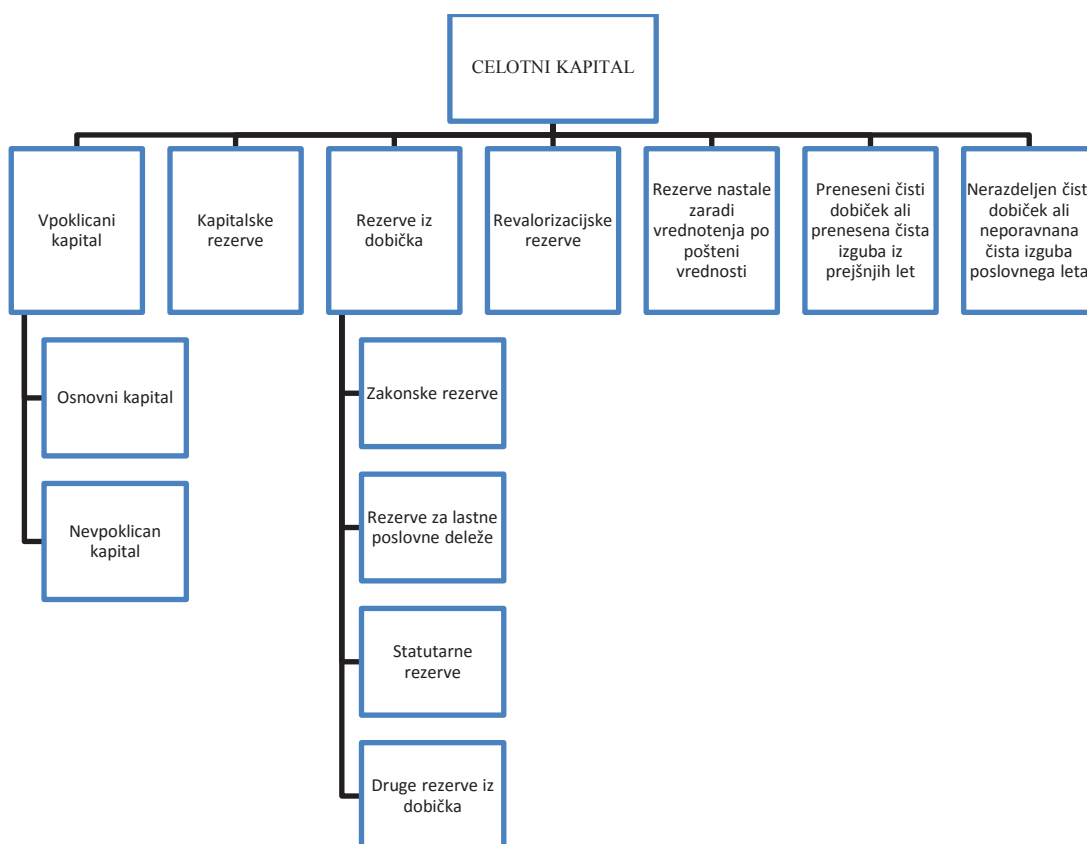 CELOTNI KAPITAL
Vpoklicani
kapital
Kapitalske
rezerve
Rezerve iz
dobička
Revalorizacijske
rezerve
Rezerve nastale
zaradi
vrednotenja po
pošteni
vrednosti
Preneseni čisti
dobiček ali
prenesena čista
izguba iz
prejšnjih let
Nerazdeljen čist
dobiček ali
neporavnana
čista izguba
poslovnega leta
Osnovni kapital
Nevpoklican
kapital
Zakonske rezerve
Rezerve za lastne
poslovne deleže
Statutarne
rezerve
Druge rezerve iz
dobička